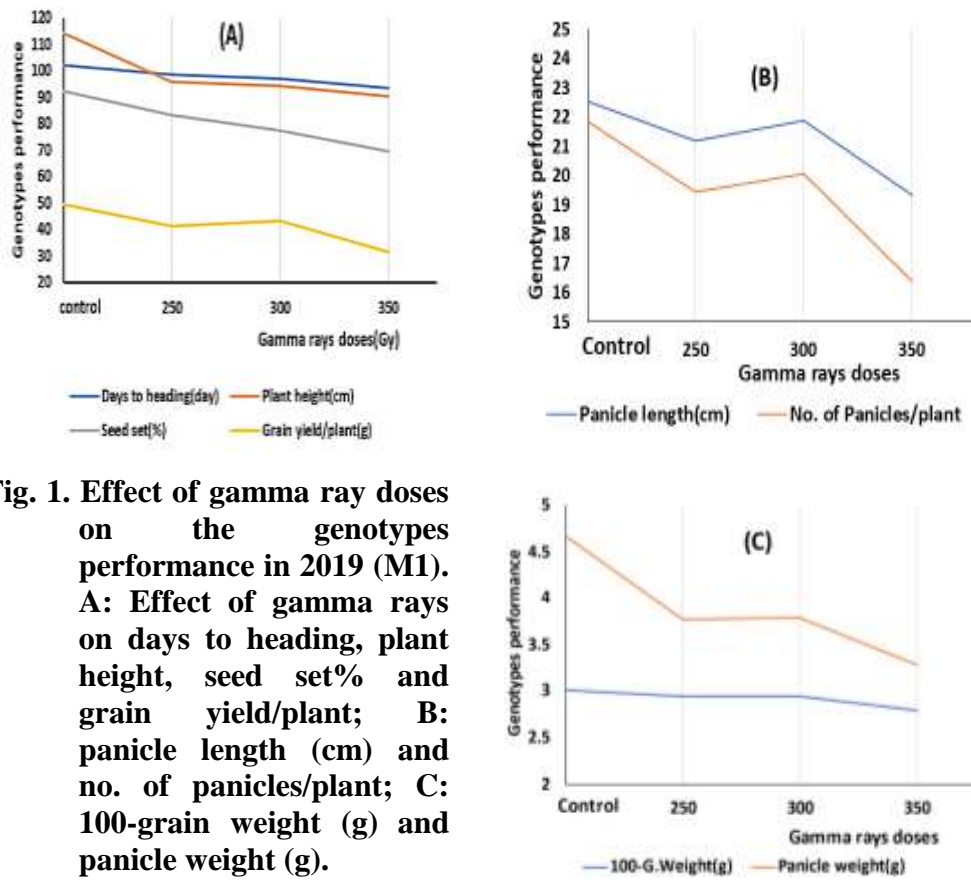 120
110
100
90
80
70
60
50
40
30
20
Genotypes performance
(A)
control 250 300 350
Gamma rays doses(Gy)
Days to heading(day) Plant height(cm)
Seed set(%) Grain yield/plant(g)
25
24
23
22
21
20
19
18
17
16
15
Genotypes performance
(B)
Control 250 300 350
Gamma rays doses
Panicle length(cm) No. of Panicles/plant
ig. 1. Effect of gamma ray doses
on the genotypes
performance in 2019 (M1).
A: Effect of gamma rays
on days to heading, plant
height, seed set% and
grain yield/plant; B:
panicle length (cm) and
no. of panicles/plant; C:
100-grain weight (g) and
panicle weight (g).
5
4.5
4
3.5
3
2.5
2
Genotypes performance
(C)
Control 250 300 350
Gamma rays doses
100-G.Weight(g) Panicle weight(g)